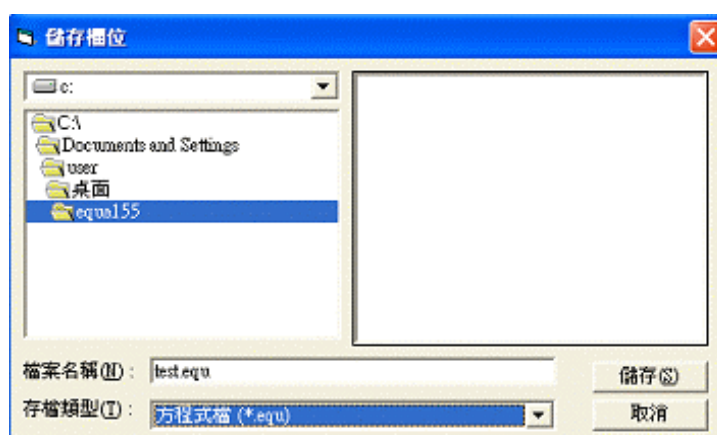 儲存欄位
c:
C:\
Documents and Settings
user
桌面
equa155
檔案名稱(N)： test.equ 儲存(S)
存檔類型(T)： 方程式檔 (*.equ) 取消